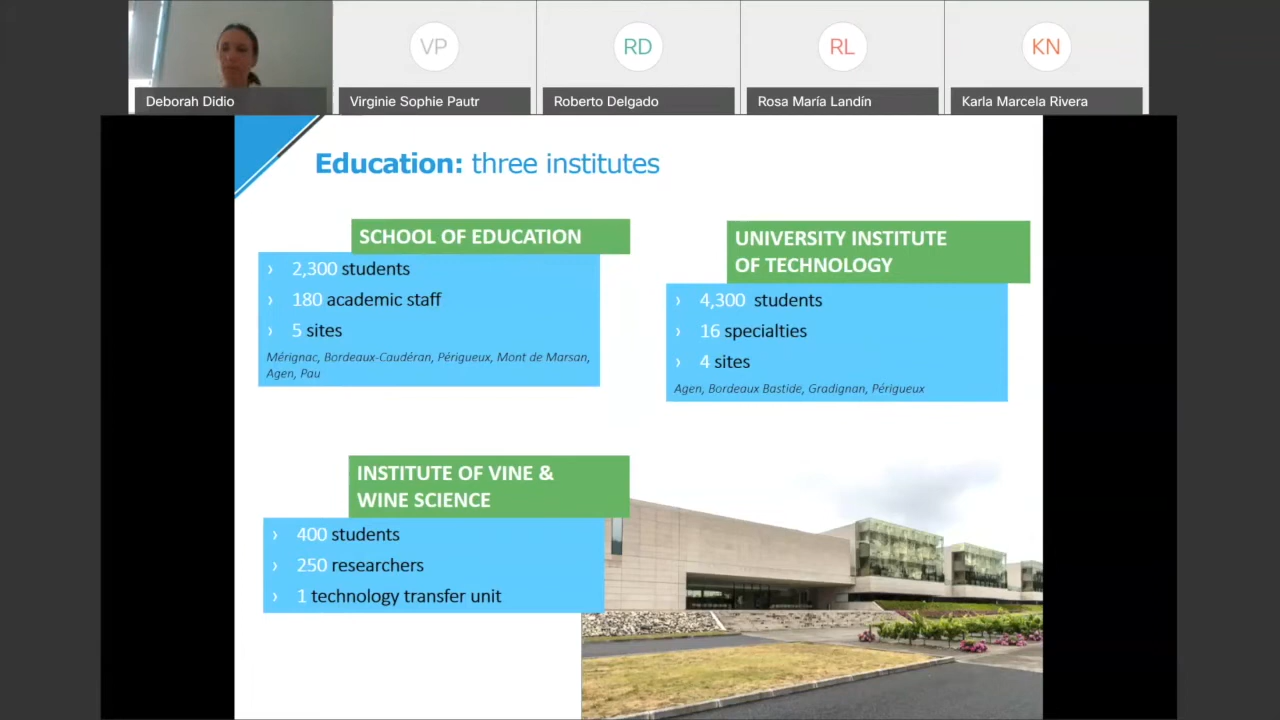 VP
RD
RL
KN
Deborah Didio
Virginie Sophie Pautr
Roberto Delgado
Rosa María Landín
Karla Marcela Rivera
Education: three institutes
SCHOOL OF EDUCATION
› 2,300 students
› 180 academic staff
› 5 sites
Mérignac, Bordeaux-Caudéran, Périgueux, Mont de Marsan,
Agen, Pau
UNIVERSITY INSTITUTE
OF TECHNOLOGY
› 4,300 students
› 16 specialties
› 4 sites
Agen, Bordeaux Bastide, Gradignan, Périgueux
INSTITUTE OF VINE &
WINE SCIENCE
› 400 students
› 250 researchers
› 1 technology transfer unit